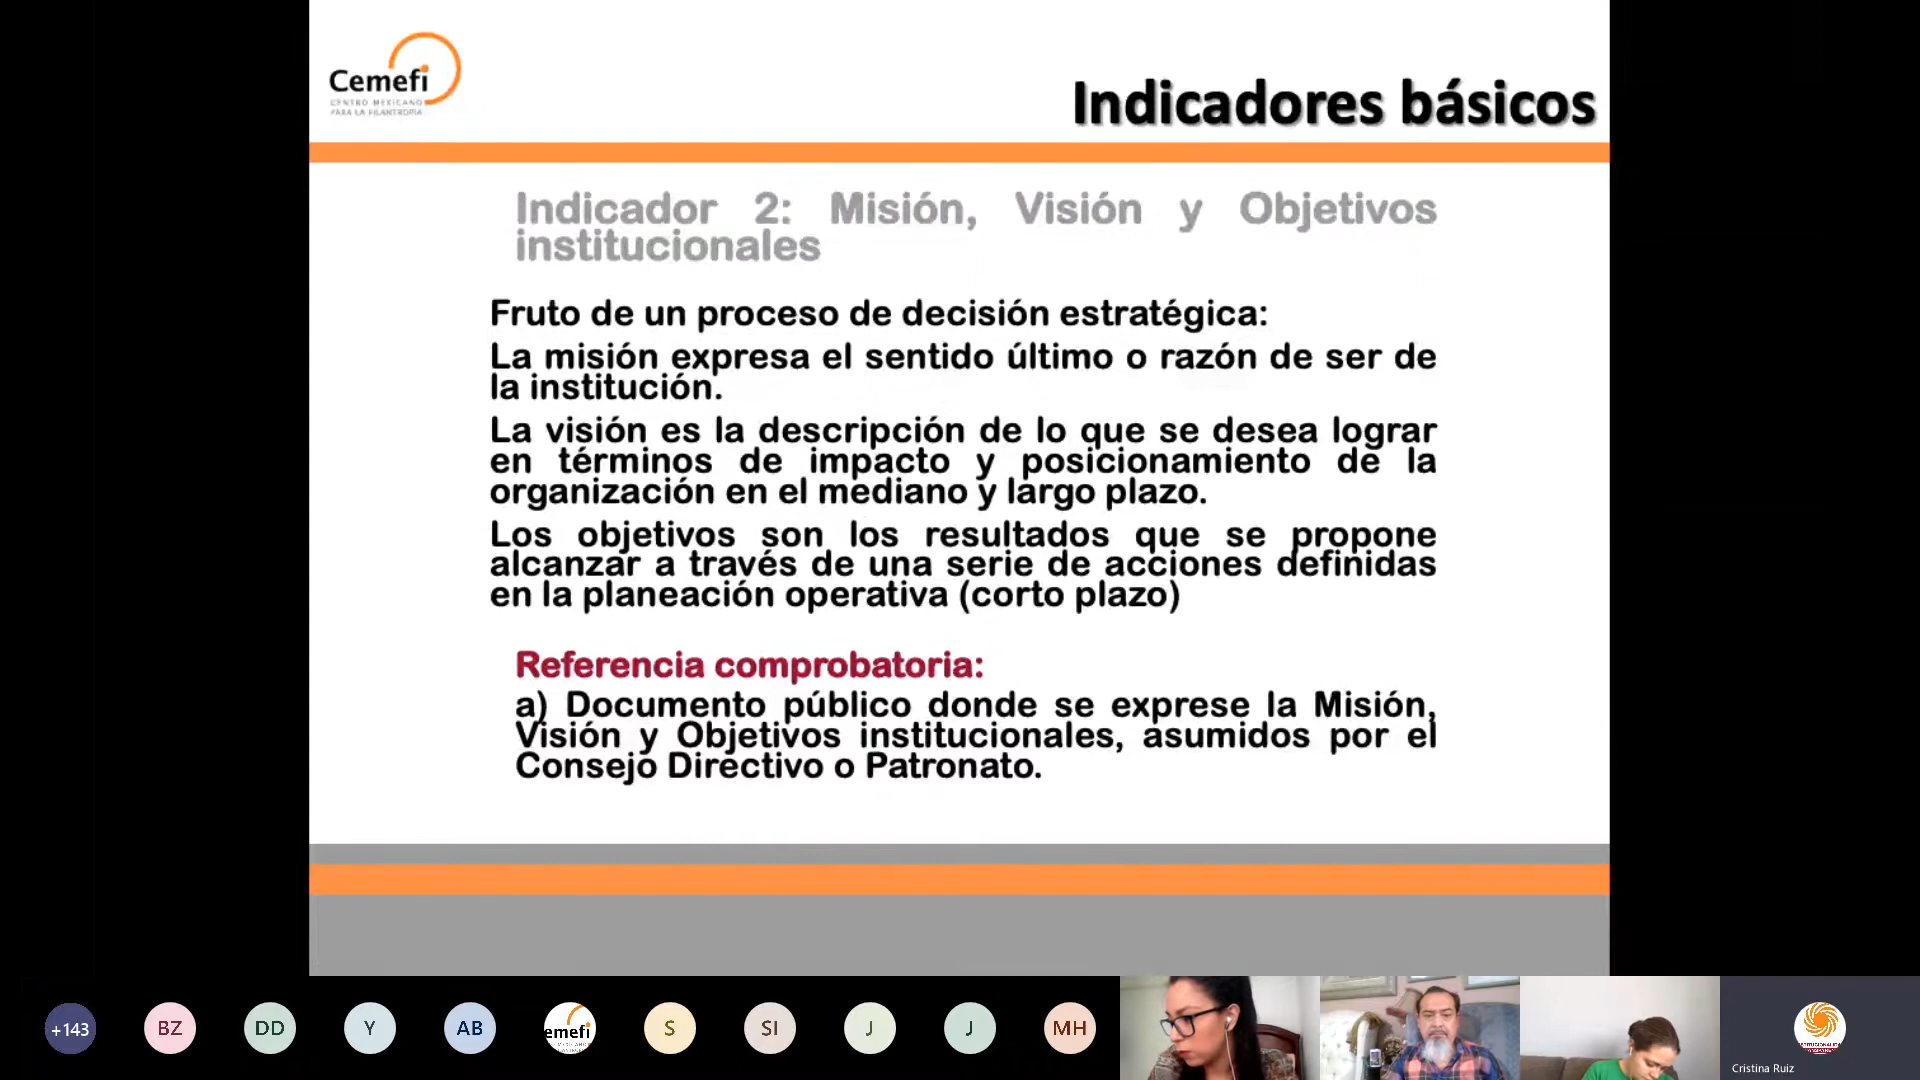 Cemefi
CENTRO MEXICANO
PARA LA FILANTROPÍA
Indicadores básicos
Indicador 2: Misión, Visión y Objetivos
institucionales
Fruto de un proceso de decisión estratégica:
La misión expresa el sentido último o razón de ser de
la institución.
La visión es la descripción de lo que se desea lograr
en términos de impacto y posicionamiento de la
organización en el mediano y largo plazo.
Los objetivos son los resultados que se propone
alcanzar a través de una serie de acciones definidas
en la planeación operativa (corto plazo)
Referencia comprobatoria:
a) Documento público donde se exprese la Misión,
Visión y Objetivos institucionales, asumidos por el
Consejo Directivo o Patronato.
+143
BZ
DD
Y
AB
emefi
S
SI
J
J
MH
Cristina Ruiz